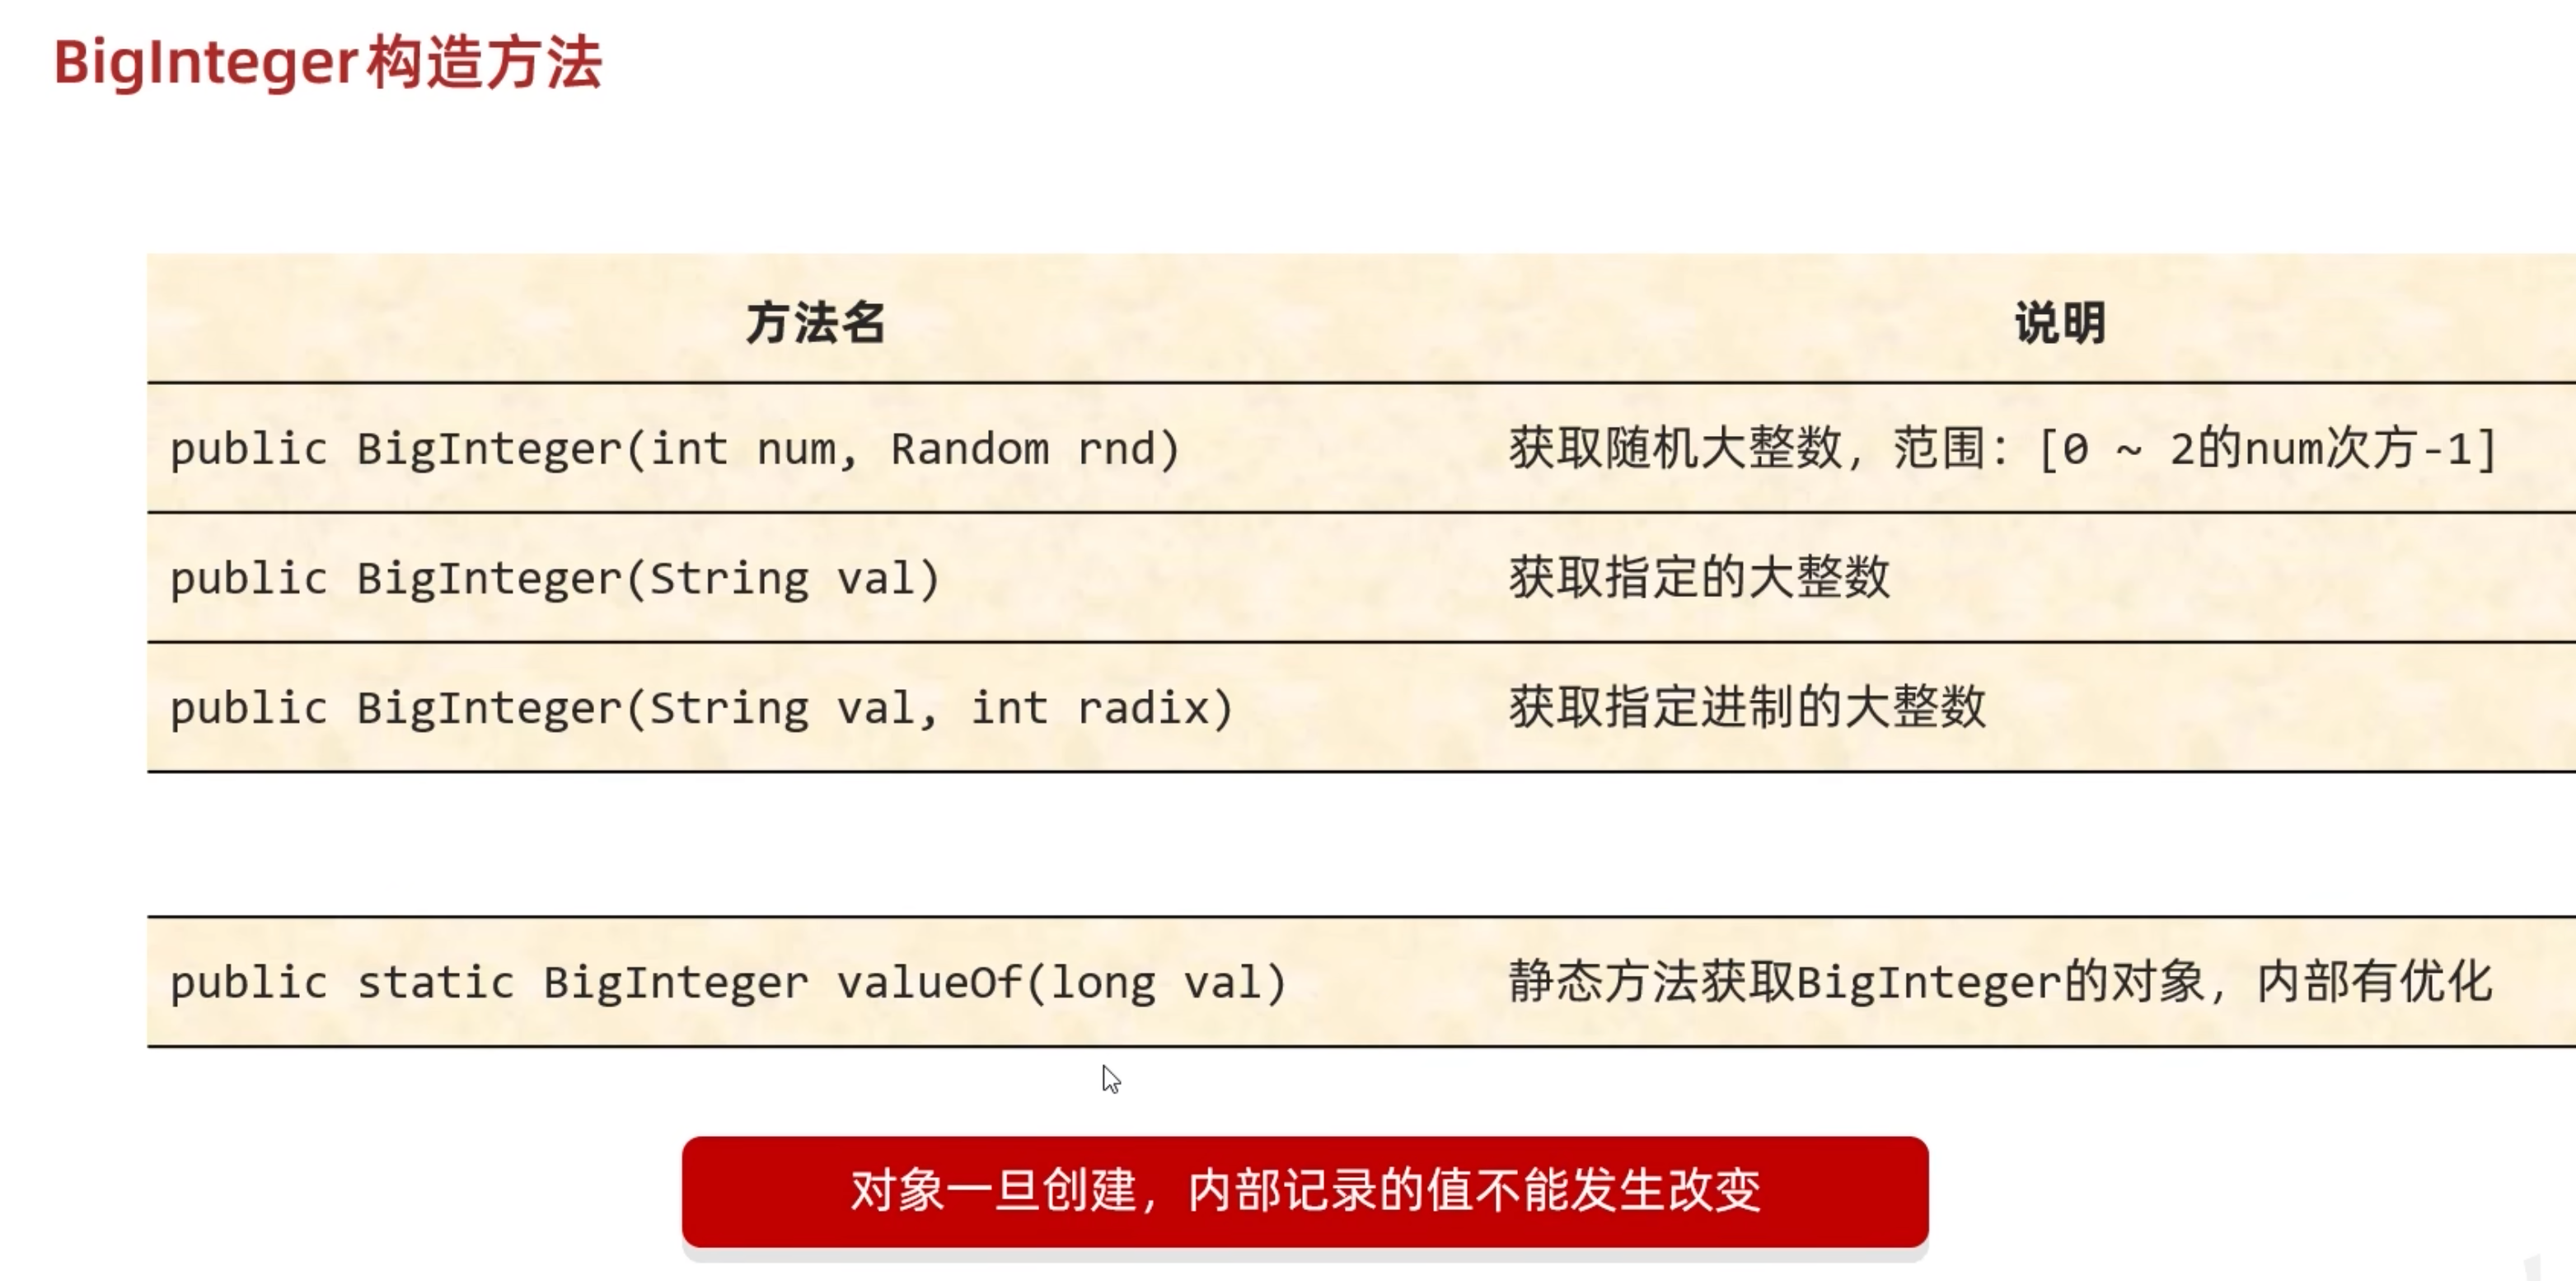 BigInteger构造方法
方法名 说明
public BigInteger(int num, Random rnd) 获取随机大整数，范围：[0 ~ 2的num次方-1]
public BigInteger(String val) 获取指定的大整数
public BigInteger(String val, int radix) 获取指定进制的大整数
public static BigInteger valueOf(long val) 静态方法获取BigInteger的对象，内部有优化
对象一旦创建，内部记录的值不能发生改变